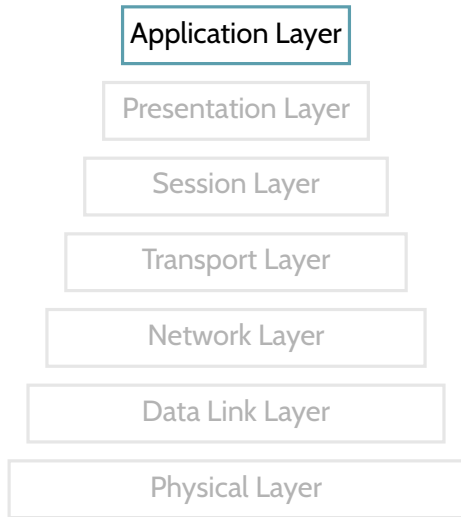 Application Layer
Presentation Layer
Session Layer
Transport Layer
Network Layer
Data Link Layer
Physical Layer